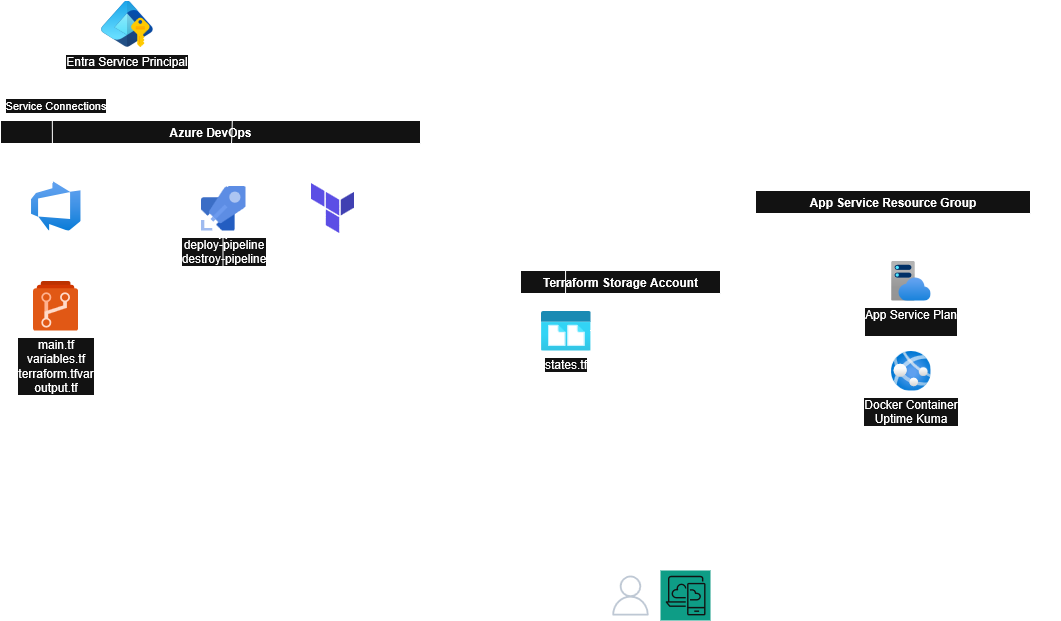 Entra Service Principal
Service Connections
Azure DevOps
App Service Resource Group
deploy-pipeline
destroy-pipeline
Terraform Storage Account
App Service Plan
main.tf
variables.tf
terraform.tfvar
output.tf
states.tf
Docker Container
Uptime Kuma